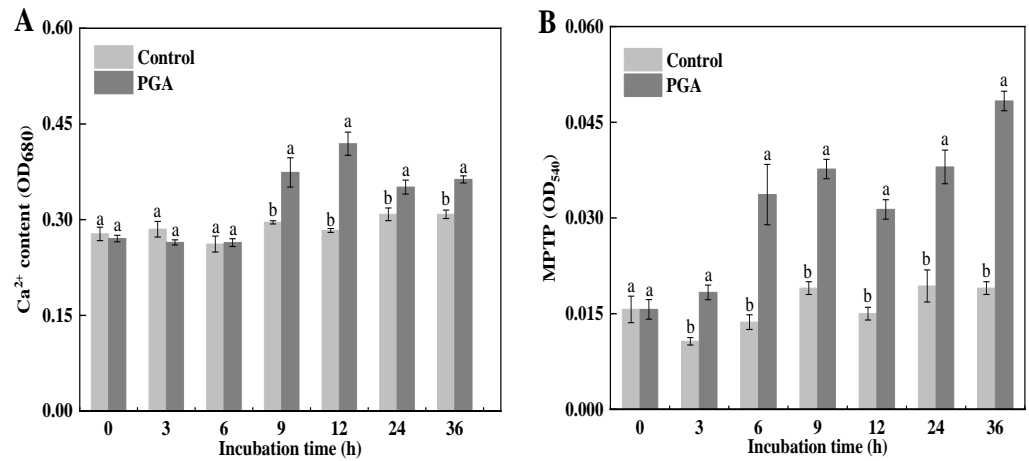 A
0.60
Control
PGA
0.45
0.30
0.15
0.00
Ca²⁺ content (OD680)
a a a a a a b a b a b a b a
0 3 6 9 12 24 36
Incubation time (h)
B
0.060
Control
PGA
0.045
0.030
0.015
0.000
MPTP (OD540)
a a b a b a b a b a b a b a
0 3 6 9 12 24 36
Incubation time (h)